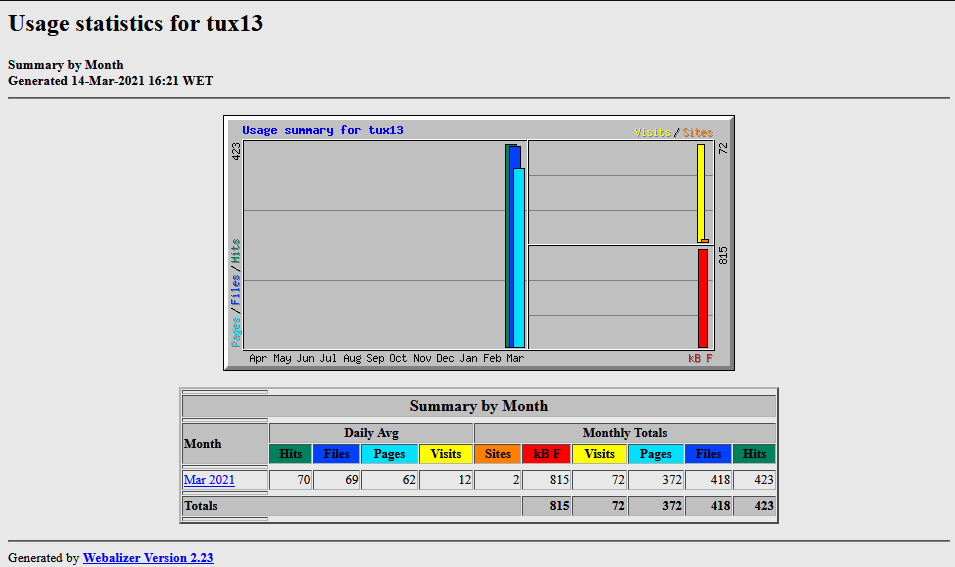 Usage statistics for tux13
Summary by Month
Generated 14-Mar-2021 16:21 WET
Usage summary for tux13
Visits / Sites
423
72
815
Pages / Files / Hits
Apr May Jun Jul Aug Sep Oct Nov Dec Jan Feb Mar
kB F
Summary by Month
Month
Daily Avg Monthly Totals
Hits Files Pages Visits Sites kB F Visits Pages Files Hits
Mar 2021 70 69 62 12 2 815 72 372 418 423
Totals 815 72 372 418 423
Generated by Webalizer Version 2.23